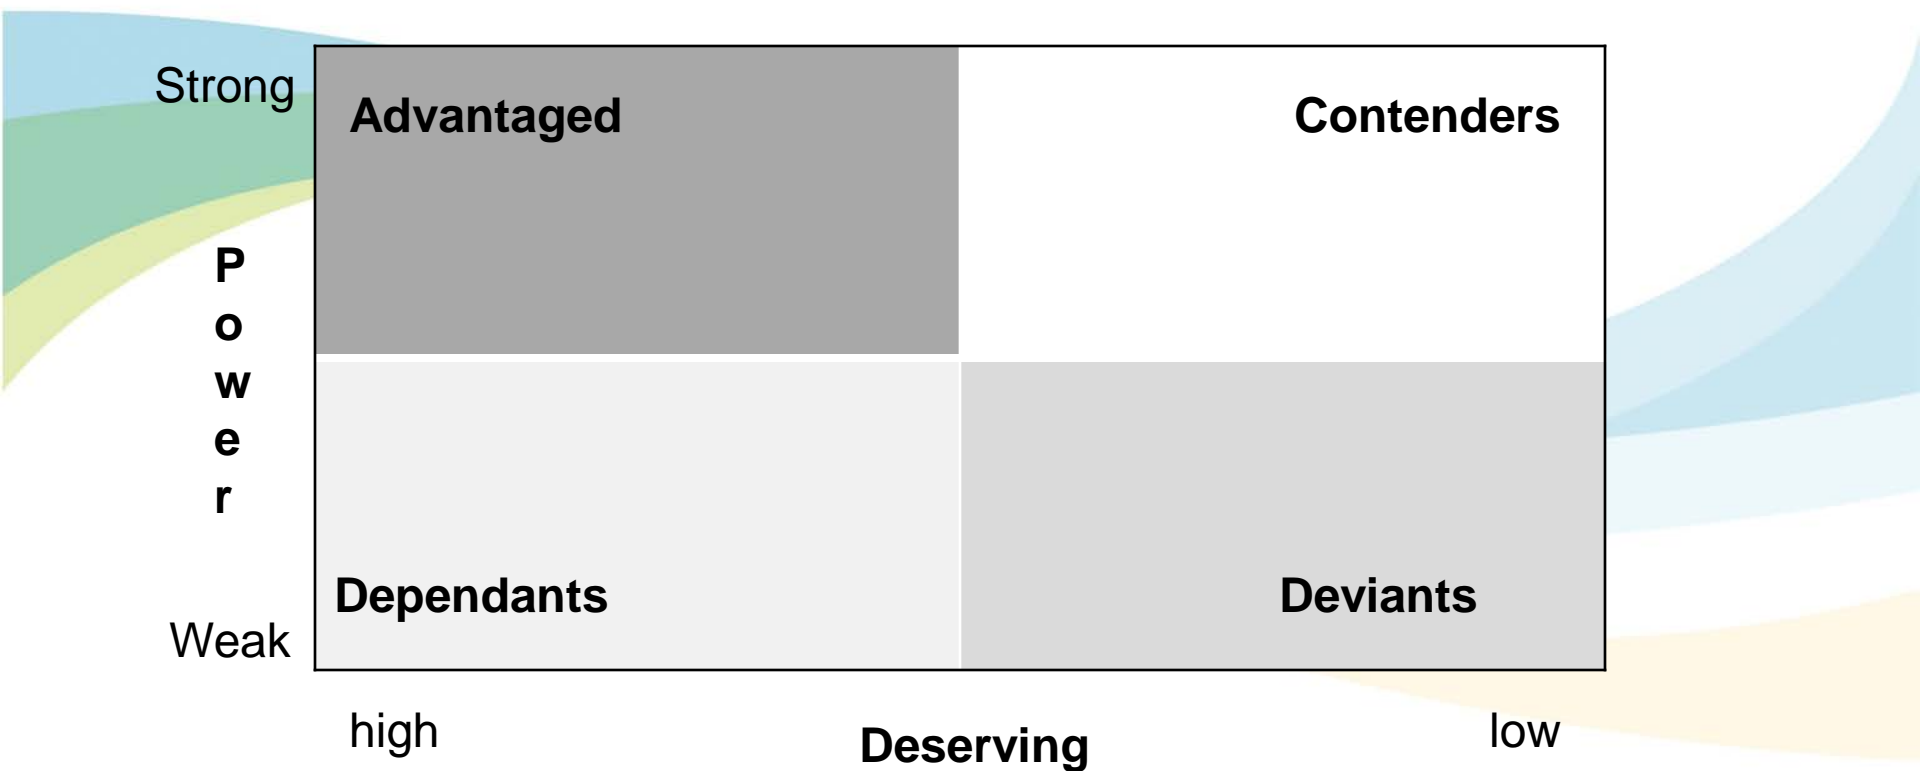 Strong
Advantaged
Contenders
P
o
w
e
r
Dependants
Deviants
Weak
high
Deserving
low